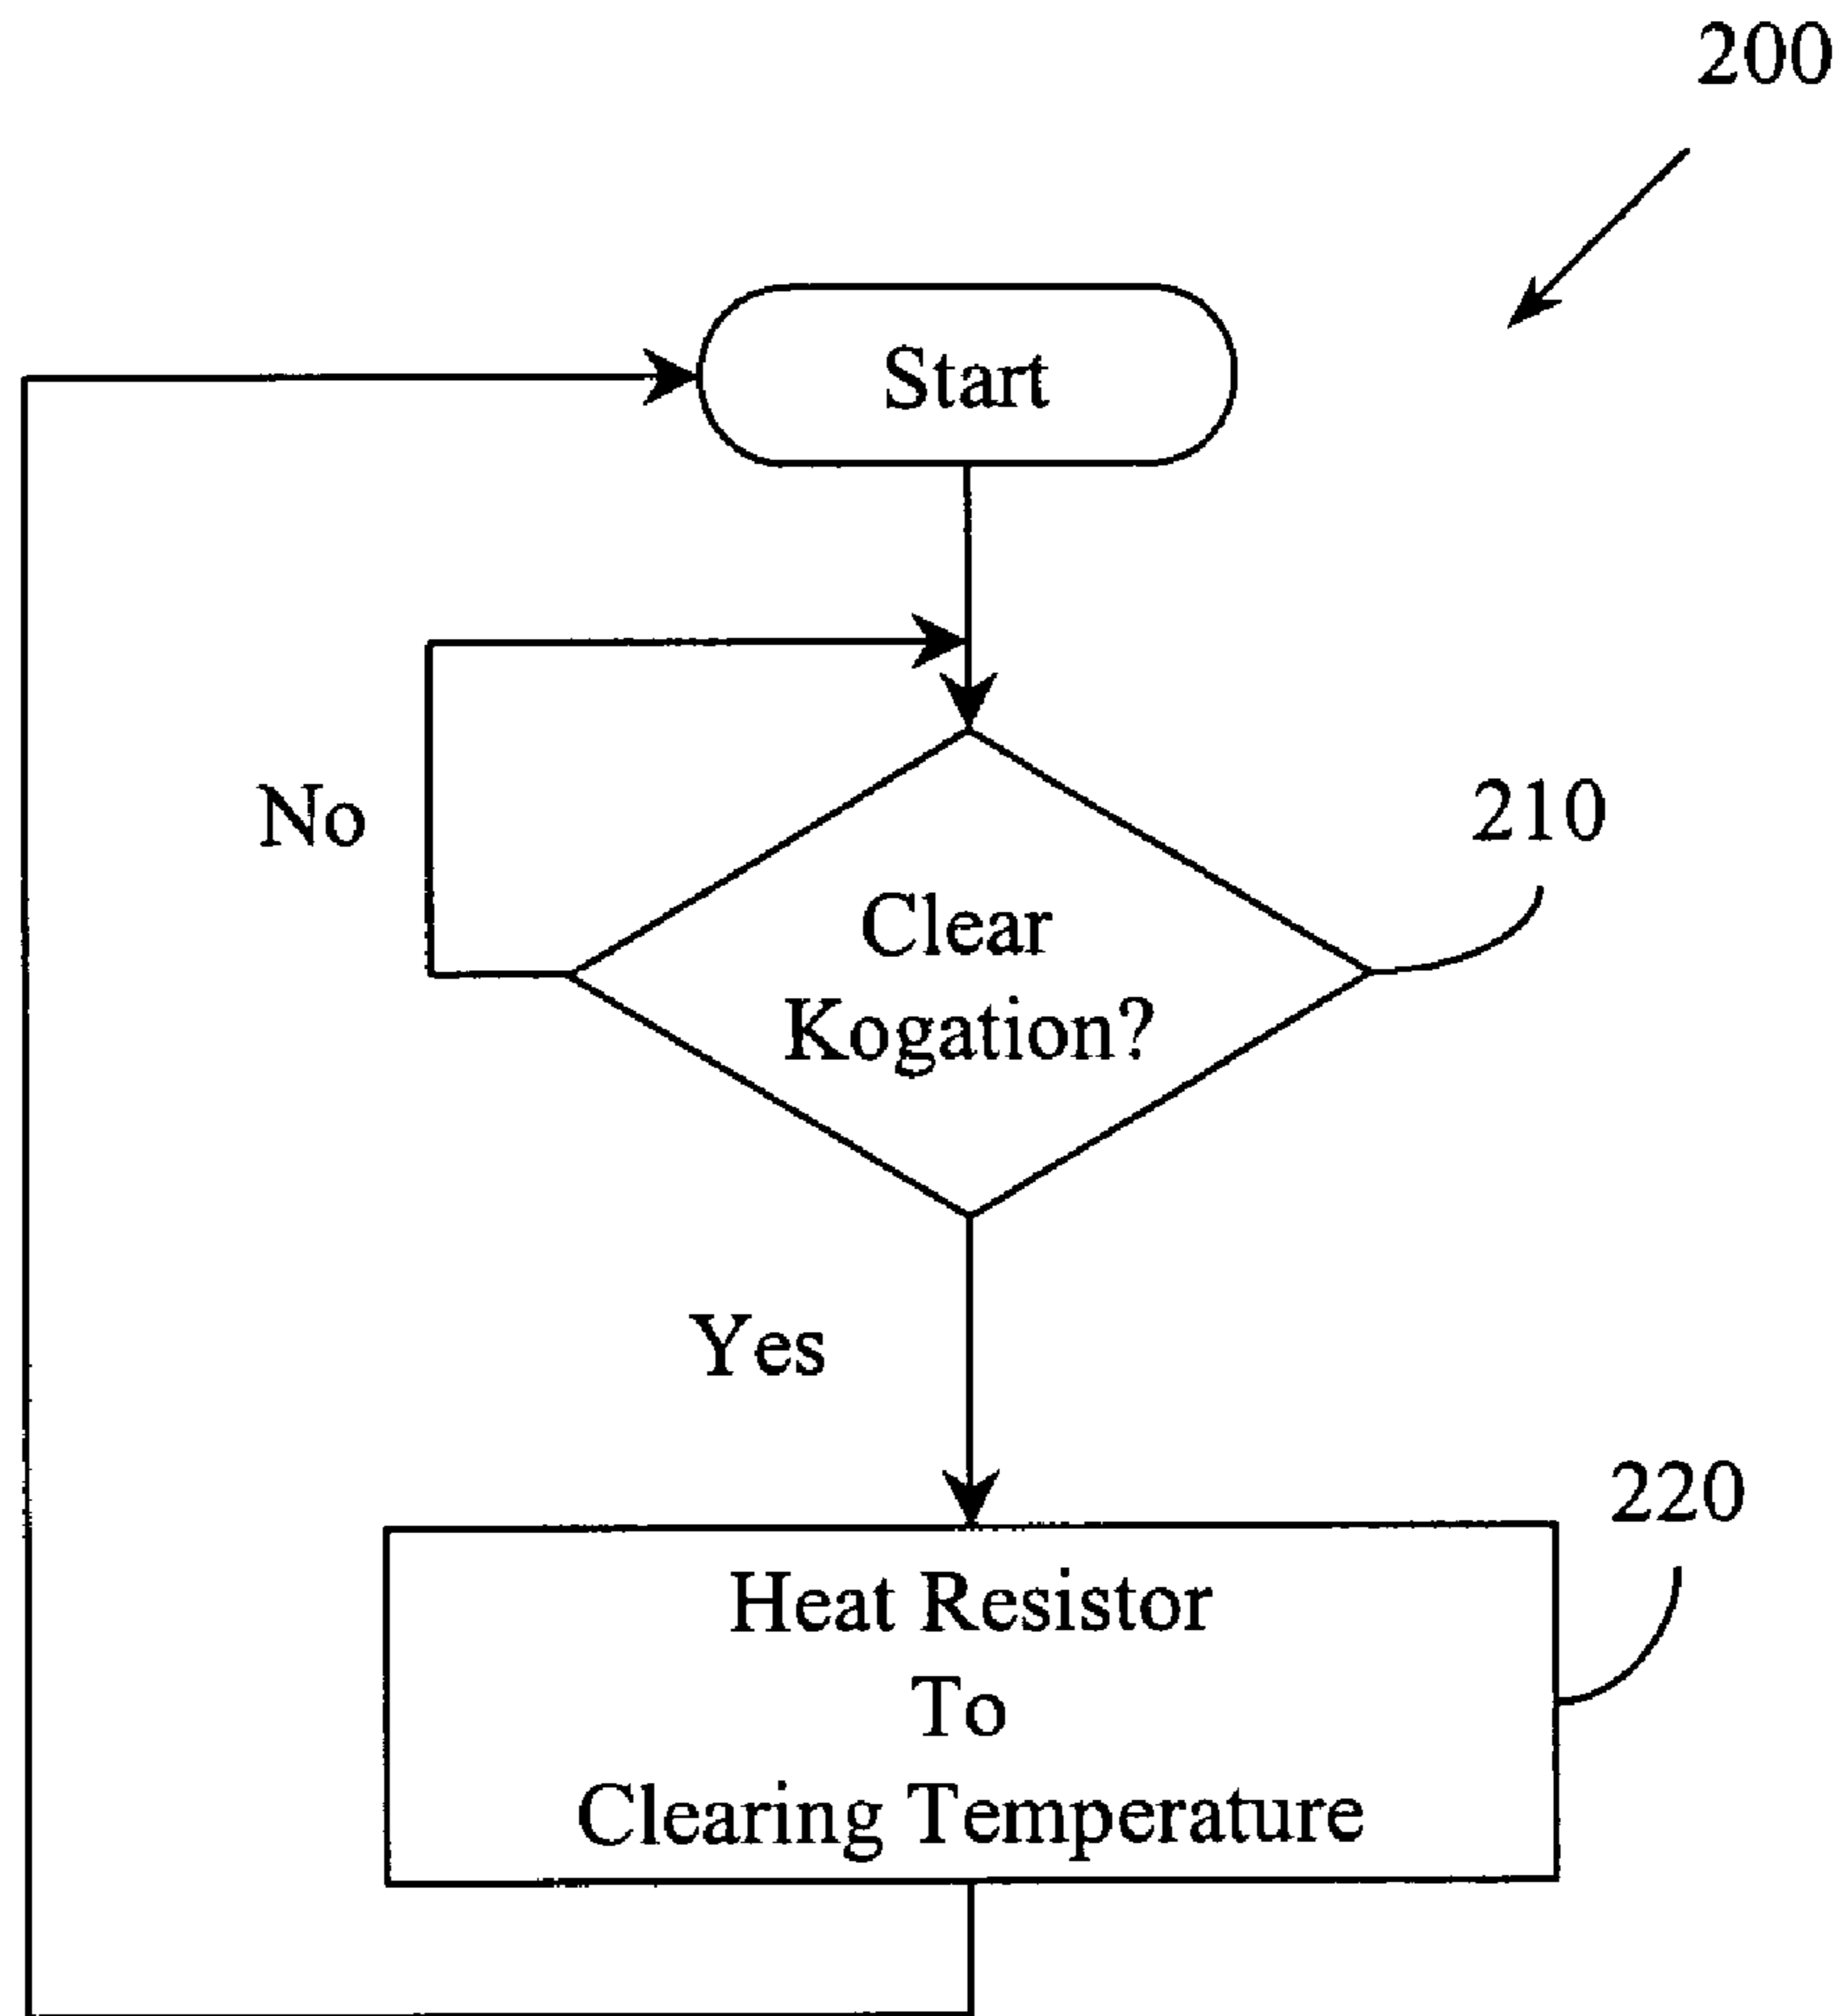 200
Start
No
210
Clear
Kogation?
Yes
220
Heat Resistor
To
Clearing Temperature